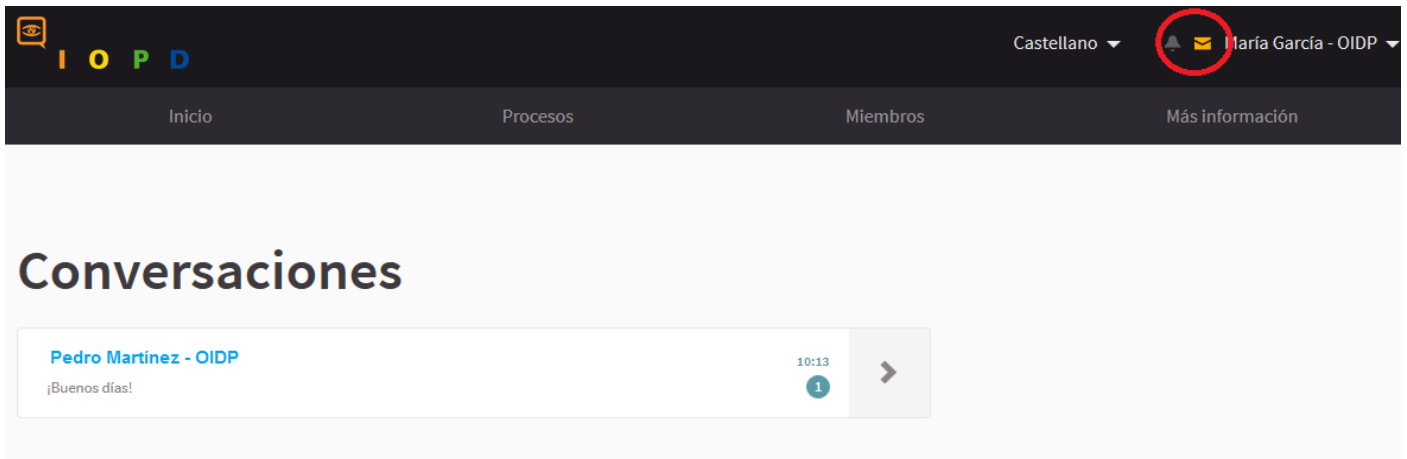 I O P D
Castellano
María García - OIDP
Inicio
Procesos
Miembros
Más información
Conversaciones
Pedro Martínez - OIDP
10:13
¡Buenos días!
1